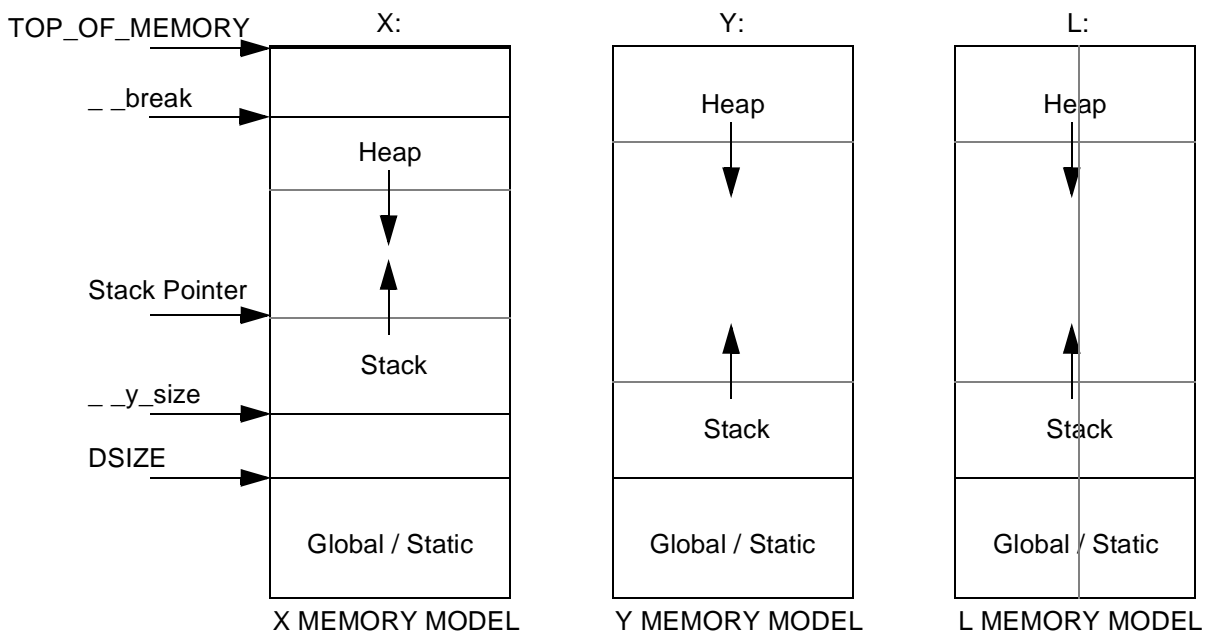 TOP_OF_MEMORY
X:
Y:
L:
_ _break
Heap
Heap
Heap
Stack Pointer
Stack
_ _y_size
Stack
Stack
DSIZE
Global / Static
Global / Static
Global / Static
X MEMORY MODEL
Y MEMORY MODEL
L MEMORY MODEL